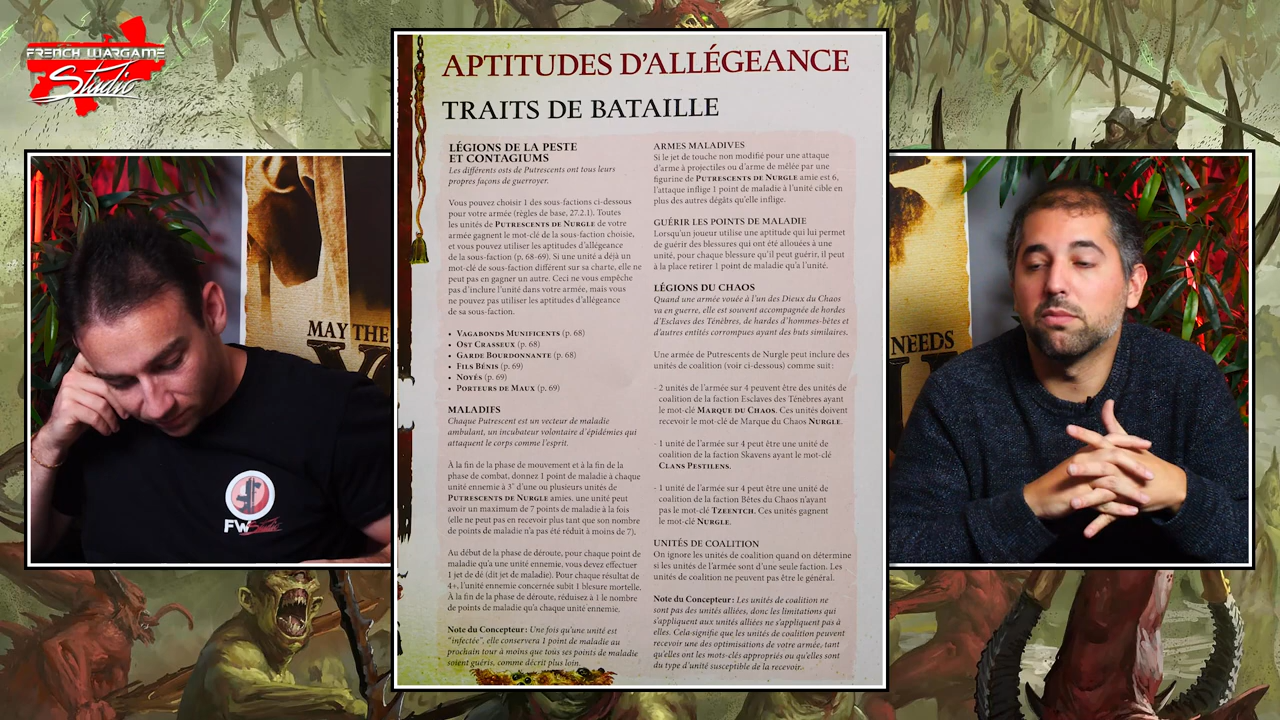 FRENCH WARGAME
Studio
MAY THE
NEEDS
FW
APTITUDES D'ALLÉGEANCE
TRAITS DE BATAILLE
LÉGIONS DE LA PESTE
ET CONTAGIUMS
Les différents osts de Putrescents ont tous leurs
propres façons de guerroyer.
Vous pouvez choisir 1 des sous-factions ci-dessous
pour votre armée (règles de base, 27.2.1). Toutes
les unités de PUTRESCENTS DE NURGLE de votre
armée gagnent le mot-clé de la sous-faction choisie,
et vous pouvez utiliser les aptitudes d'allégeance
de la sous-faction (p. 68-69). Si une unité a déjà un
mot-clé de sous-faction différent sur sa charte, elle ne
peut pas en gagner un autre. Ceci ne vous empêche
pas d'inclure l'unité dans votre armée, mais vous
ne pouvez pas utiliser les aptitudes d'allégeance
de sa sous-faction.
• VAGABONDS MUNIFICENTS (p. 68)
• OST CRASSEUX (p. 68)
• GARDE BOURDONNANTE (p. 68)
• FILS BÉNIS (p. 69)
• NOYÉS (p. 69)
• PORTEURS DE MAUX (p. 69)
MALADIFS
Chaque Putrescent est un vecteur de maladie
ambulant, un incubateur volontaire d'épidémies qui
attaquent le corps comme l'esprit.
À la fin de la phase de mouvement et à la fin de la
phase de combat, donnez 1 point de maladie à chaque
unité ennemie à 3" d'une ou plusieurs unités de
PUTRESCENTS DE NURGLE amies. une unité peut
avoir un maximum de 7 points de maladie à la fois
(elle ne peut pas en recevoir plus tant que son nombre
de points de maladie n'a pas été réduit à moins de 7).
Au début de la phase de déroute, pour chaque point de
maladie qu'a une unité ennemie, vous devez effectuer
1 jet de dé (dit jet de maladie). Pour chaque résultat de
4+, l'unité ennemie concernée subit 1 blesure mortelle.
À la fin de la phase de déroute, réduisez à 1 le nombre
de points de maladie qu'a chaque unité ennemie.
Note du Concepteur : Une fois qu'une unité est
"infectée", elle conservera 1 point de maladie au
prochain tour à moins que tous ses points de maladie
soient guéris, comme décrit plus loin.
ARMES MALADIVES
Si le jet de touche non modifié pour une attaque
d'arme à projectiles ou d'arme de mêlée par une
figurine de PUTRESCENTS DE NURGLE amie est 6,
l'attaque inflige 1 point de maladie à l'unité cible en
plus des autres dégâts qu'elle inflige.
GUÉRIR LES POINTS DE MALADIE
Lorsqu'un joueur utilise une aptitude qui lui permet
de guérir des blessures qui ont été allouées à une
unité, pour chaque blessure qu'il peut guérir, il peut
à la place retirer 1 point de maladie qu'a l'unité.
LÉGIONS DU CHAOS
Quand une armée vouée à l'un des Dieux du Chaos
va en guerre, elle est souvent accompagnée de hordes
d'Esclaves des Ténèbres, de hardes d'hommes-bêtes et
d'autres entités corrompues ayant des buts similaires.
Une armée de Putrescents de Nurgle peut inclure des
unités de coalition (voir ci-dessous) comme suit :
- 2 unités de l'armée sur 4 peuvent être des unités de
coalition de la faction Esclaves des Ténèbres ayant
le mot-clé MARQUE DU CHAOS. Ces unités doivent
recevoir le mot-clé de Marque du Chaos NURGLE.
- 1 unité de l'armée sur 4 peut être une unité de
coalition de la faction Skavens ayant le mot-clé
CLANS PESTILENS.
- 1 unité de l'armée sur 4 peut être une unité de
coalition de la faction Bêtes du Chaos n'ayant
pas le mot-clé TZEENTCH. Ces unités gagnent
le mot-clé NURGLE.
UNITÉS DE COALITION
On ignore les unités de coalition quand on détermine
si les unités de l'armée sont d'une seule faction. Les
unités de coalition ne peuvent pas être le général.
Note du Concepteur : Les unités de coalition ne
sont pas des unités alliées, donc les limitations qui
s'appliquent aux unités alliées ne s'appliquent pas à
elles. Cela signifie que les unités de coalition peuvent
recevoir une des optimisations de votre armée, tant
qu'elles ont les mots-clés appropriés ou qu'elles sont
du type d'unité susceptible de la recevoir.